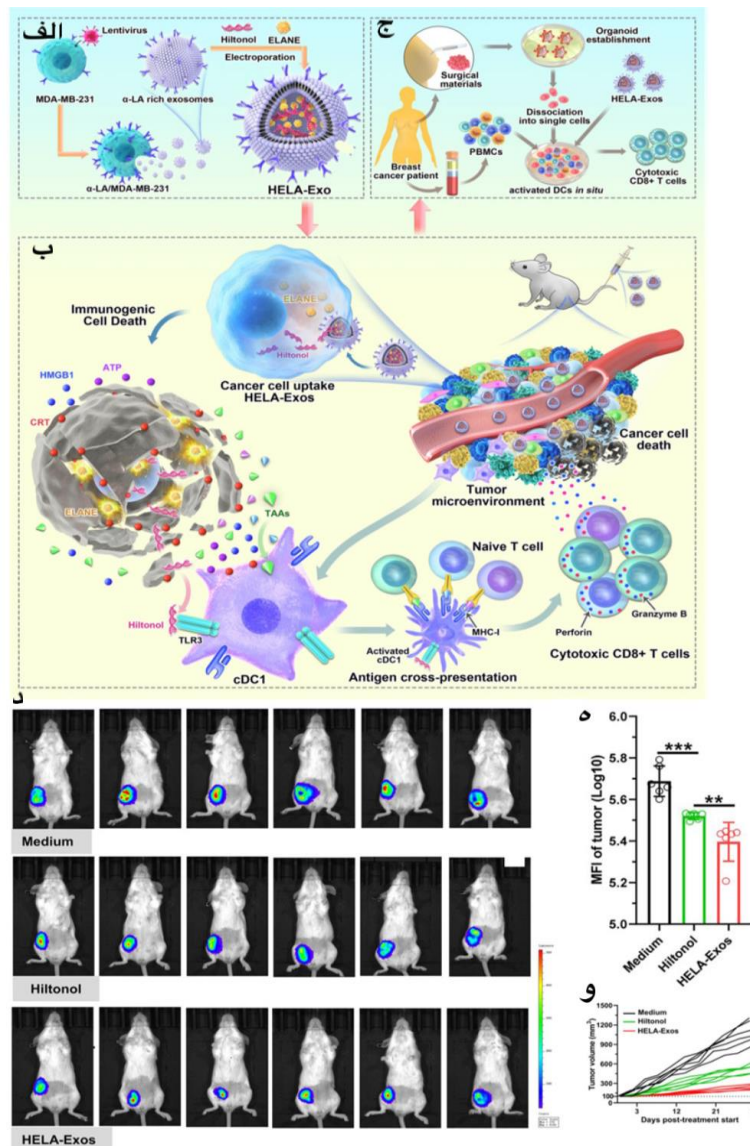 الف
Lentivirus
MDA-MB-231
α-LA rich exosomes
Hiltonol
ELANE
Electroporation
α-LA/MDA-MB-231
HELA-Exo
ج
Surgical
materials
Organoid
establishment
HELA-Exos
Dissociation
into single cells
PBMCs
Breast
cancer patient
activated DCs in situ
Cytotoxic
CD8+ T cells
ب
Immunogenic
Cell Death
ELANE
Hiltonol
Cancer cell uptake
HELA-Exos
HMGB1
ATP
CRT
ELANE
TAAs
Cancer cell
death
Tumor
microenvironment
Naive T cell
Hiltonol
TLR3
cDC1
MHC-I
Activated
cDC1
Antigen cross-presentation
Granzyme B
Perforin
Cytotoxic CD8+ T cells
د
Medium
Hiltonol
HELA-Exos
ه
MFI of tumor (Log10)
6.0
5.8
5.6
5.4
5.2
5.0
***
**
Medium
Hiltonol
HELA-Exos
و
Tumor volume (mm³)
1500
1200
900
600
300
100
Medium
Hiltonol
HELA-Exos
3
12
21
Days post-treatment start